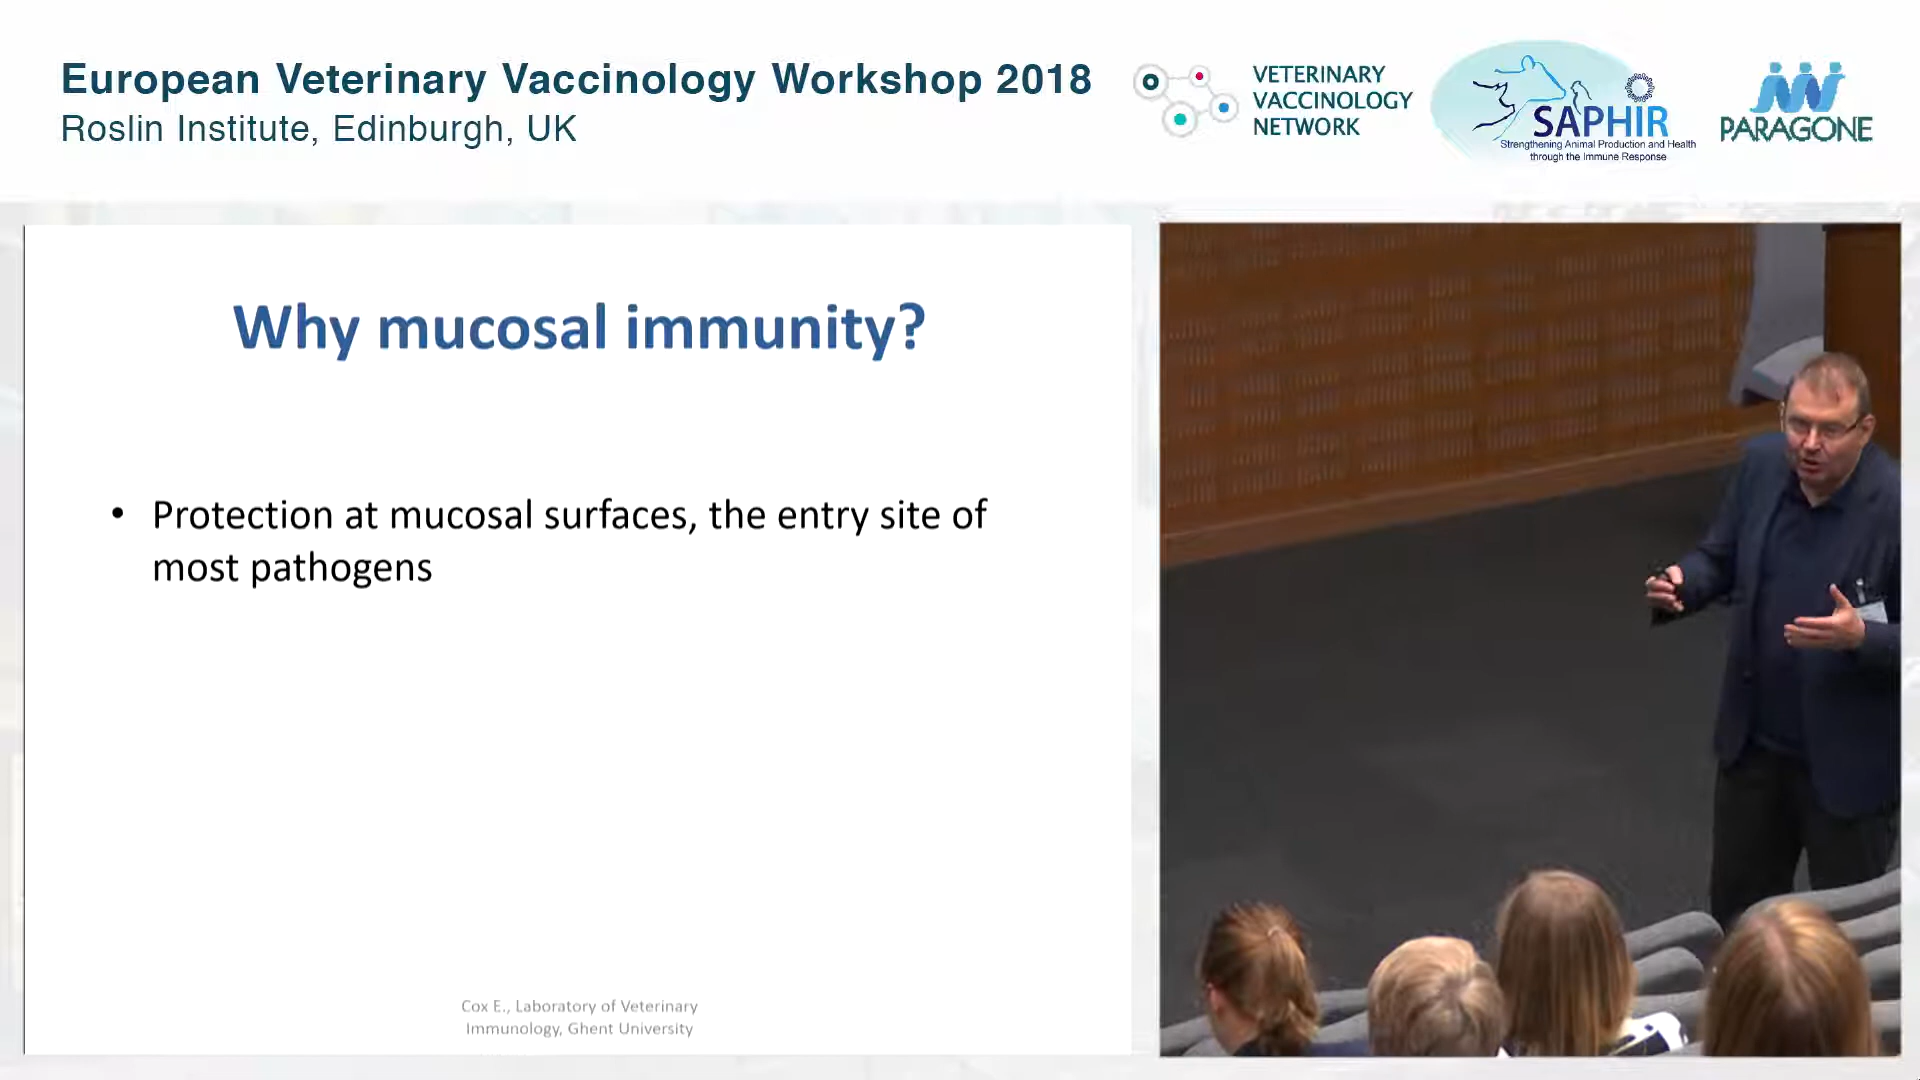 European Veterinary Vaccinology Workshop 2018
Roslin Institute, Edinburgh, UK
VETERINARY
VACCINOLOGY
NETWORK
SAPHIR
Strengthening Animal Production and Health
through the Immune Response
PARAGONE
Why mucosal immunity?
• Protection at mucosal surfaces, the entry site of
most pathogens
Cox E., Laboratory of Veterinary
Immunology, Ghent University